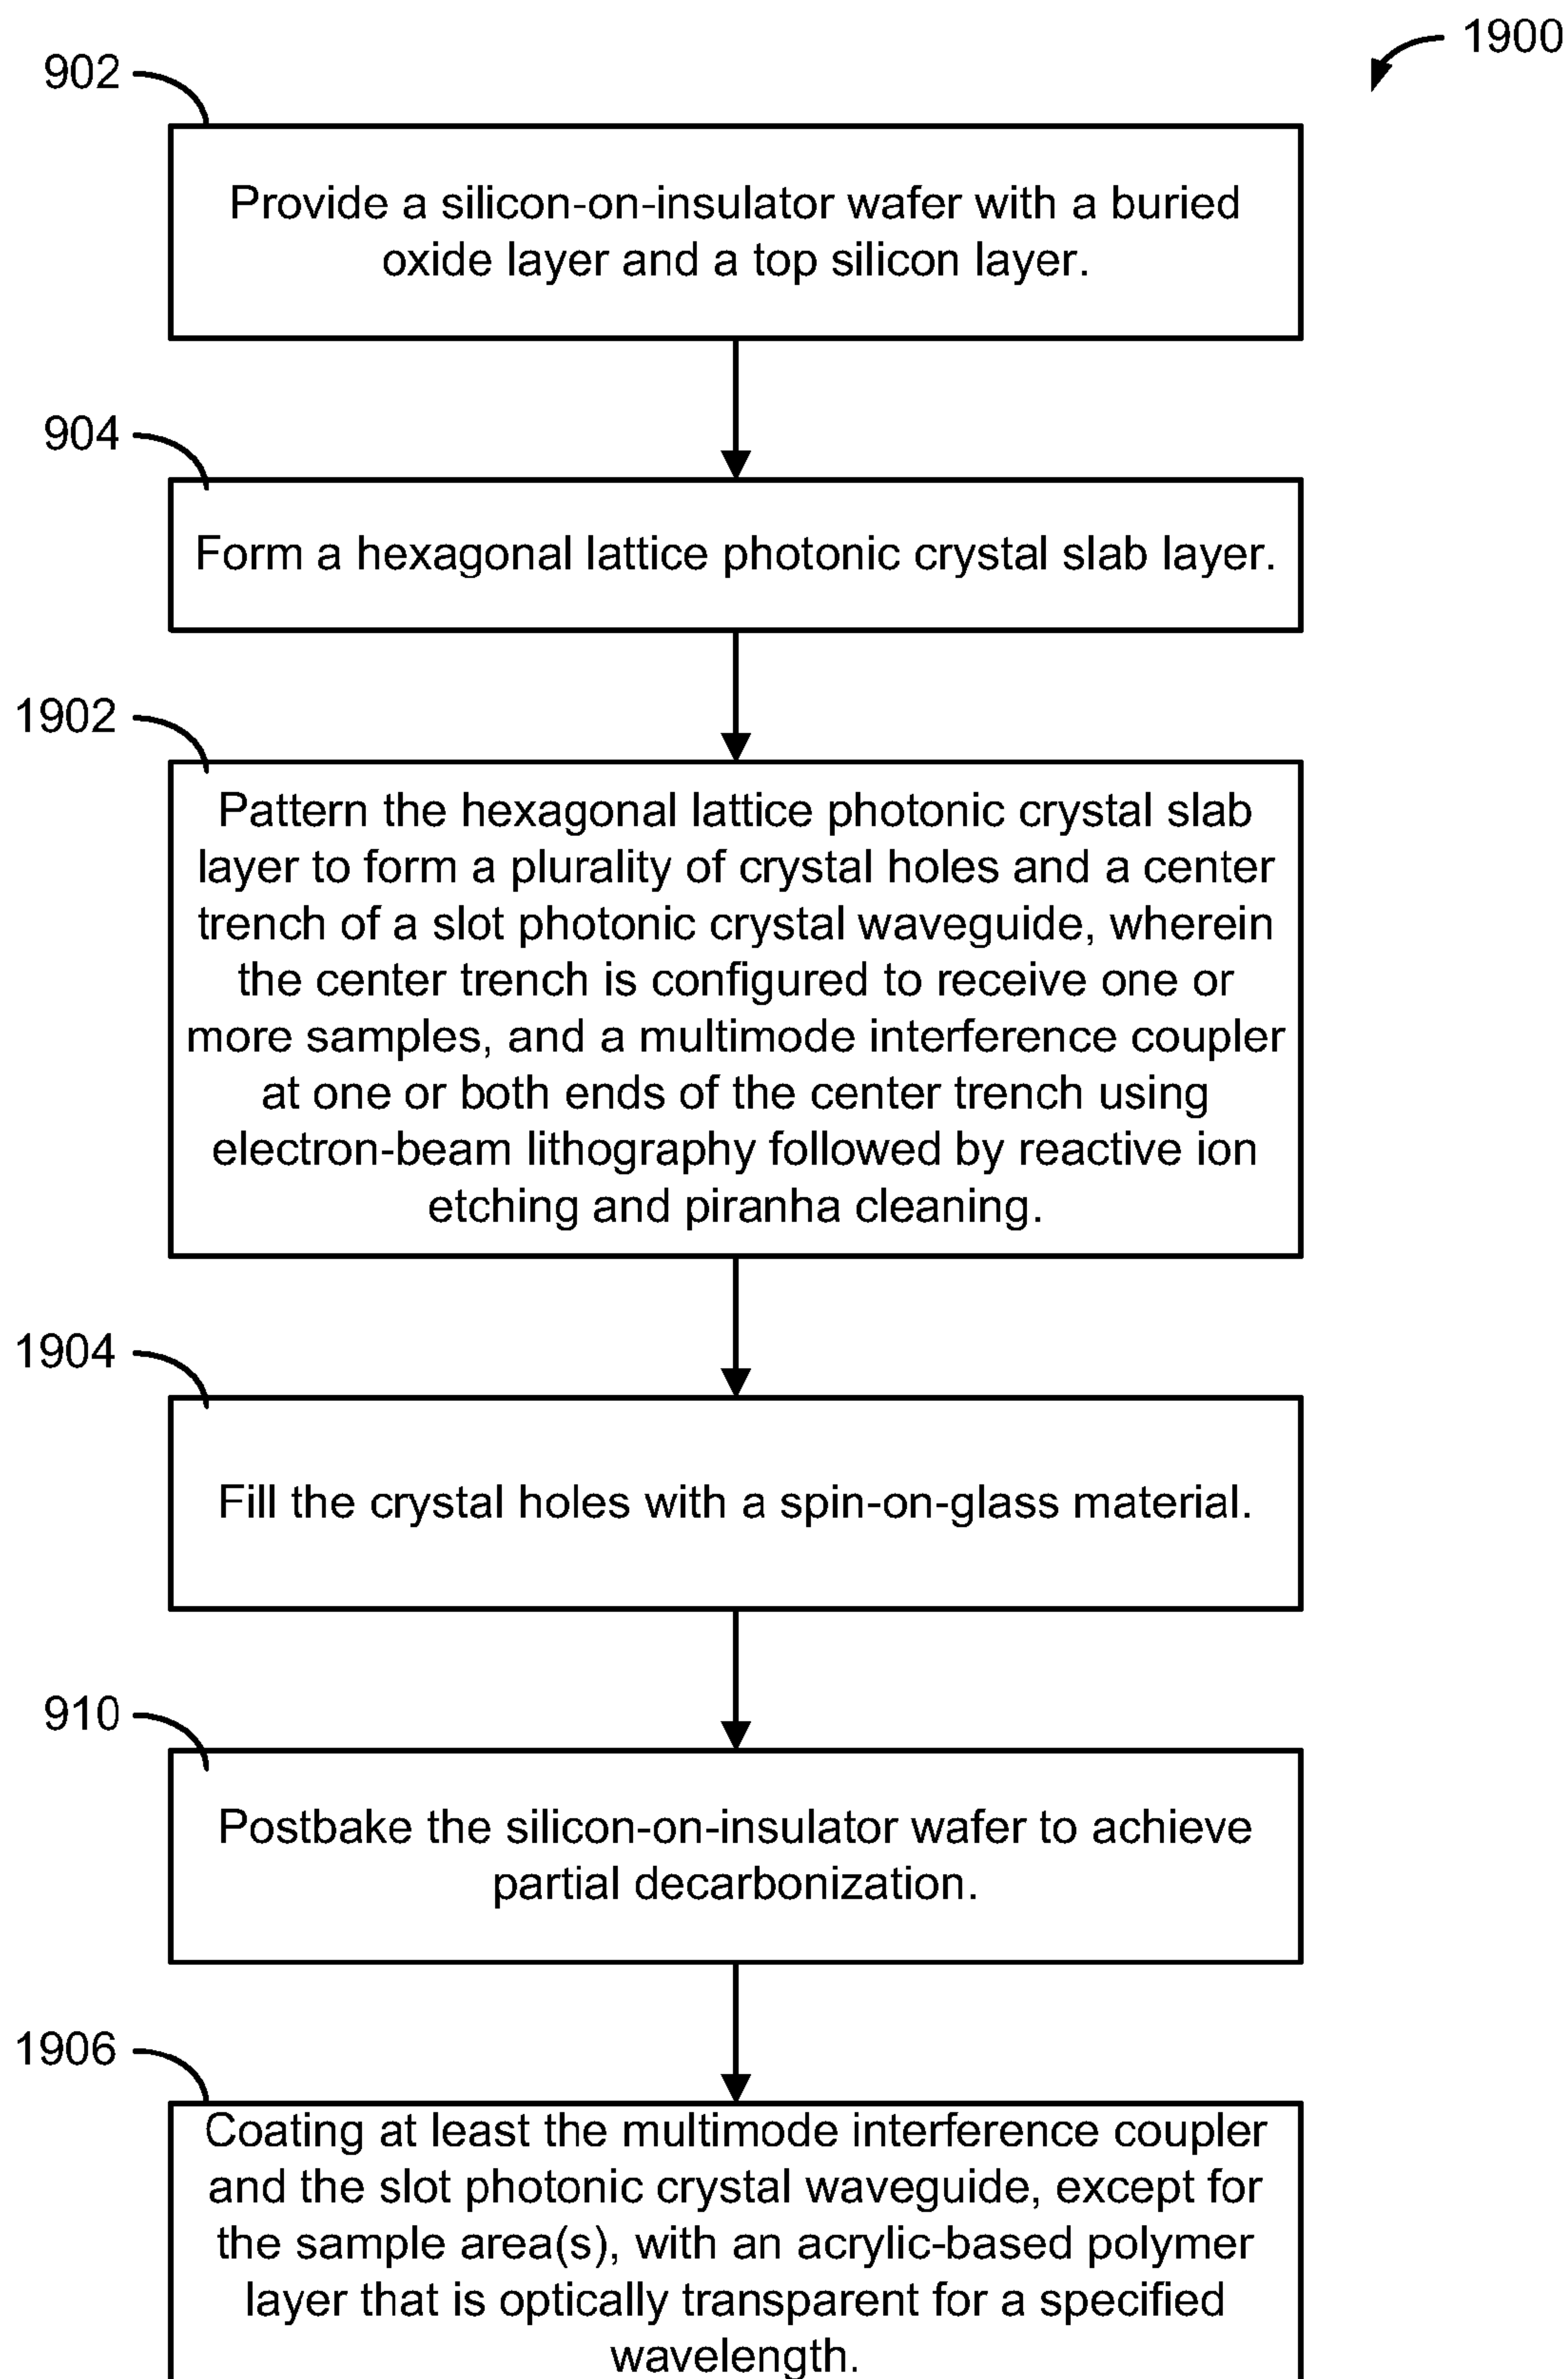 1900
902
Provide a silicon-on-insulator wafer with a buried
oxide layer and a top silicon layer.
904
Form a hexagonal lattice photonic crystal slab layer.
1902
Pattern the hexagonal lattice photonic crystal slab
layer to form a plurality of crystal holes and a center
trench of a slot photonic crystal waveguide, wherein
the center trench is configured to receive one or
more samples, and a multimode interference coupler
at one or both ends of the center trench using
electron-beam lithography followed by reactive ion
etching and piranha cleaning.
1904
Fill the crystal holes with a spin-on-glass material.
910
Postbake the silicon-on-insulator wafer to achieve
partial decarbonization.
1906
Coating at least the multimode interference coupler
and the slot photonic crystal waveguide, except for
the sample area(s), with an acrylic-based polymer
layer that is optically transparent for a specified
wavelength.